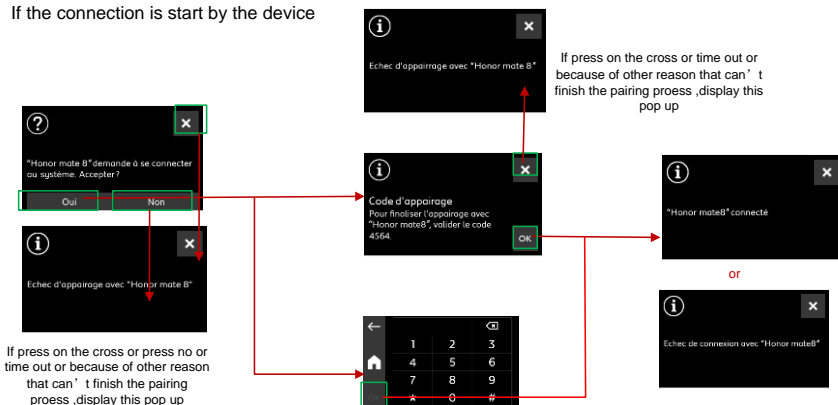 If the connection is start by the device
Echec d'appairrage avec "Honor mate 8"
If press on the cross or time out or
because of other reason that can't
finish the pairing proess ,display this
pop up
"Honor mate 8" demande à se connecter
au système. Accepter?
Oui Non
Code d'appairage
Pour finaliser l'appairage avec
"Honor mate8", valider le code
4564.
OK
"Honor mate8" connecté
or
Echec de connexian avec "Honor mate8"
Echec d'appairage avec "Honor mate 8"
If press on the cross or press no or
time out or because of other reason
that can't finish the pairing
proess ,display this pop up
1 2 3
4 5 6
7 8 9
* 0 #
OK